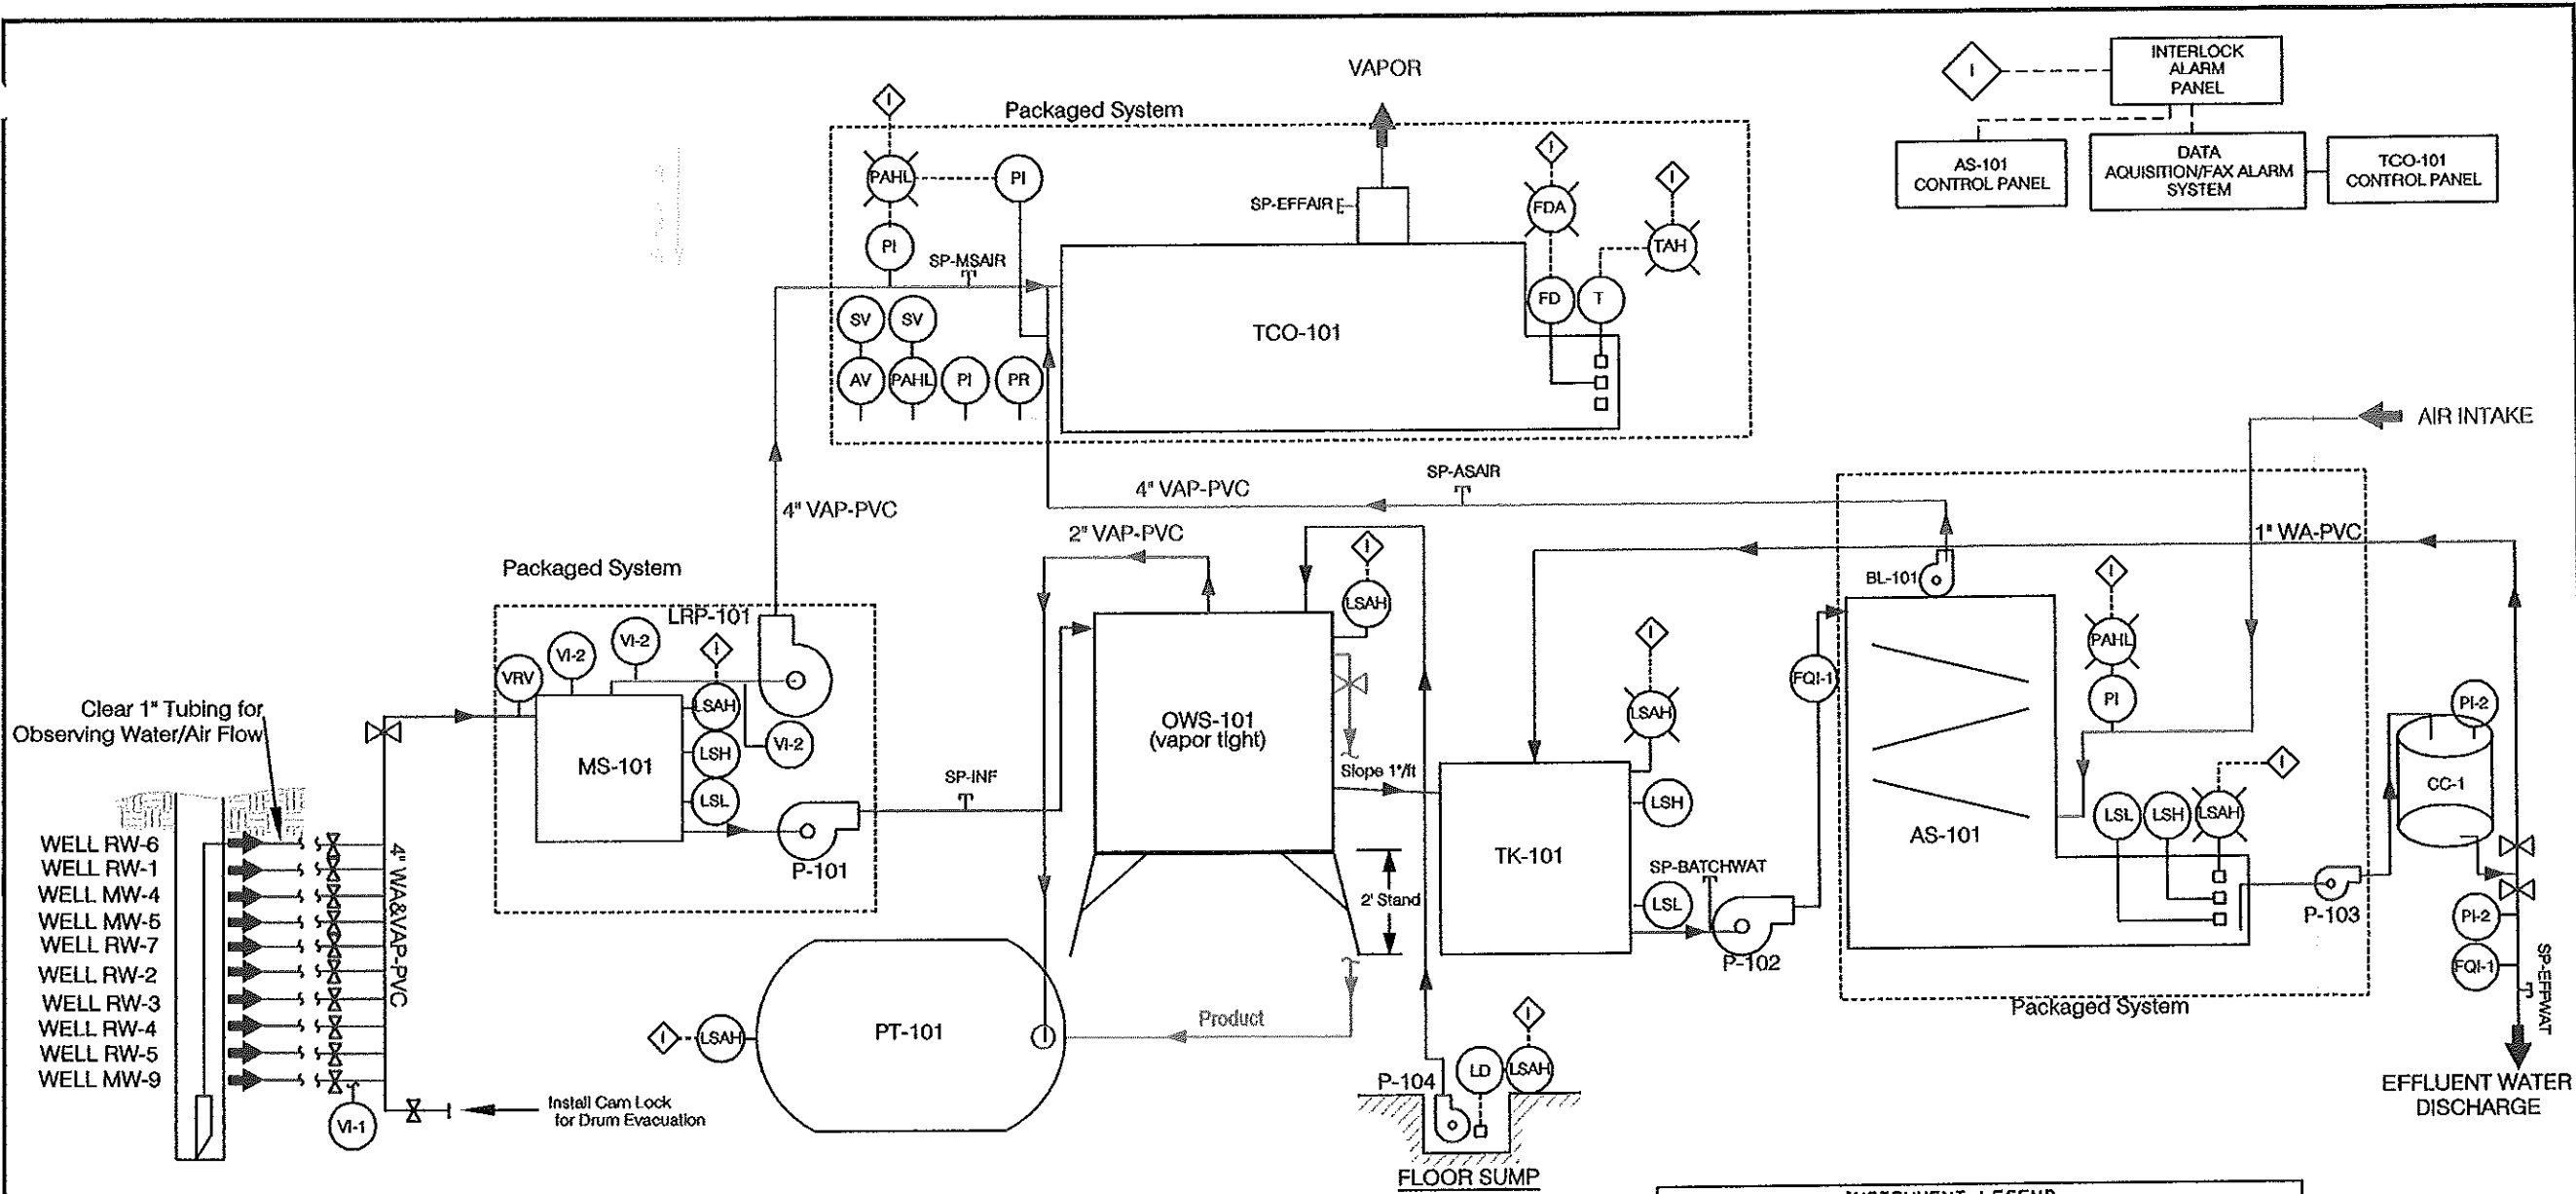 VAPOR
Packaged System
I
PAHL
PI
PI
SP-MSAIR
SV
SV
AV
PAHL
PI
PR
SP-EFFAIR
TCO-101
I
FDA
I
TAH
FD
T
I
INTERLOCK
ALARM
PANEL
AS-101
CONTROL PANEL
DATA
AQUISITION/FAX ALARM
SYSTEM
TCO-101
CONTROL PANEL
AIR INTAKE
SP-ASAIR
4" VAP-PVC
4" VAP-PVC
2" VAP-PVC
1" WA-PVC
Packaged System
LRP-101
VRV
VI-2
VI-2
I
LSAH
LSH
LSL
VI-2
MS-101
P-101
SP-INF
Clear 1" Tubing for
Observing Water/Air Flow
WELL RW-6
WELL RW-1
WELL MW-4
WELL MW-5
WELL RW-7
WELL RW-2
WELL RW-3
WELL RW-4
WELL RW-5
WELL MW-9
4" WA&VAP-PVC
VI-1
Install Cam Lock
for Drum Evacuation
OWS-101
(vapor tight)
I
LSAH
Slope 1"/ft
2' Stand
PT-101
I
LSAH
Product
P-104
LD
I
LSAH
FLOOR SUMP
TK-101
I
LSAH
LSH
LSL
SP-BATCHWAT
P-102
FQI-1
BL-101
AS-101
I
PAHL
PI
I
LSL
LSH
LSAH
Packaged System
P-103
CC-1
PI-2
PI-2
FQI-1
SP-EFFWAT
EFFLUENT WATER
DISCHARGE
INSTRUMENT LEGEND